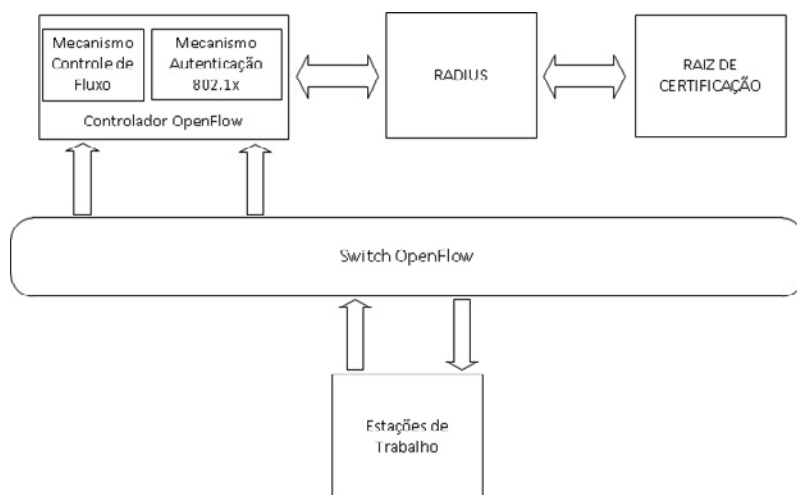 Mecanismo
Controle de
Fluxo
Mecanismo
Autenticação
802.1x
Controlador OpenFlow
RADIUS
RAIZ DE
CERTIFICAÇÃO
Switch OpenFlow
Estações de
Trabalho